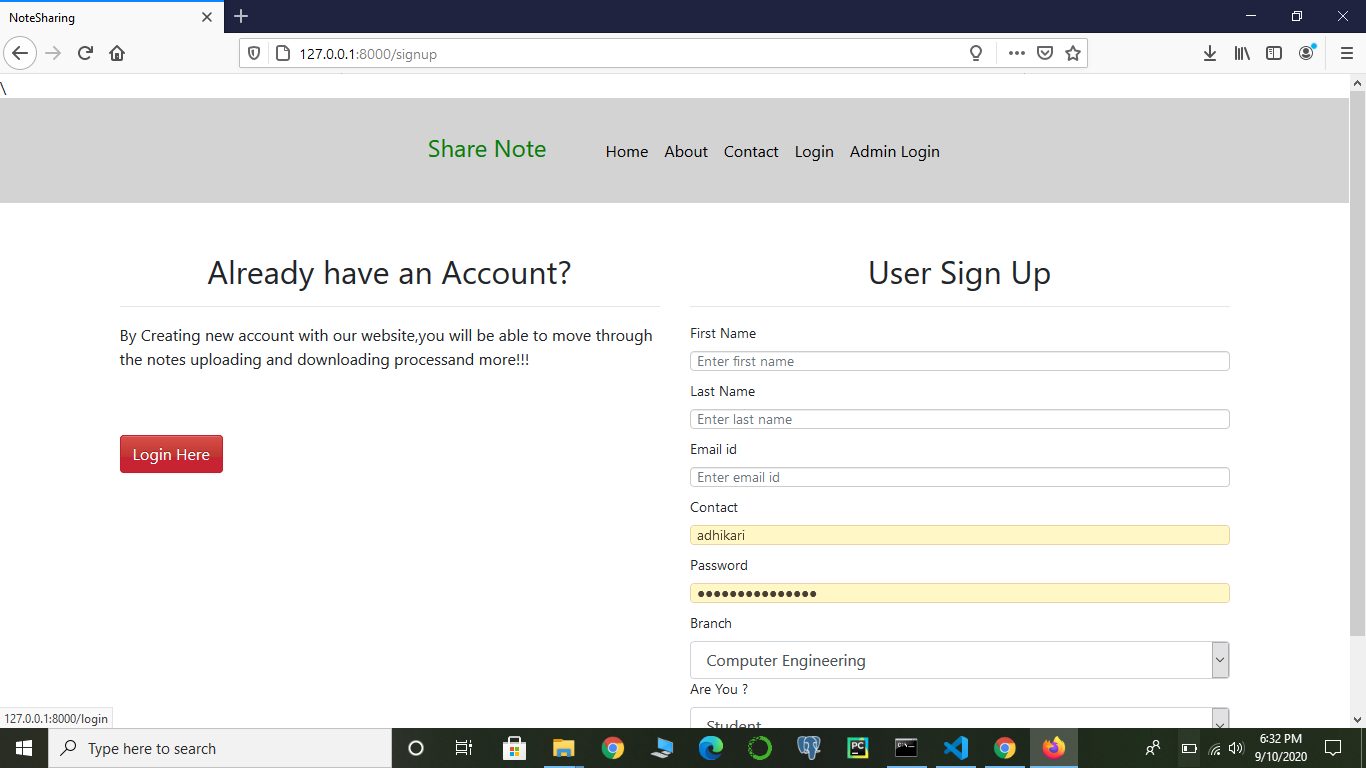 NoteSharing
127.0.0.1:8000/signup
\
Share Note Home About Contact Login Admin Login
Already have an Account?
By Creating new account with our website,you will be able to move through
the notes uploading and downloading processand more!!!
Login Here
User Sign Up
First Name
Enter first name
Last Name
Enter last name
Email id
Enter email id
Contact
adhikari
Password
●●●●●●●●●●●●●●●
Branch
Computer Engineering
Are You ?
Student
127.0.0.1:8000/login
Type here to search
PC
6:32 PM
9/10/2020